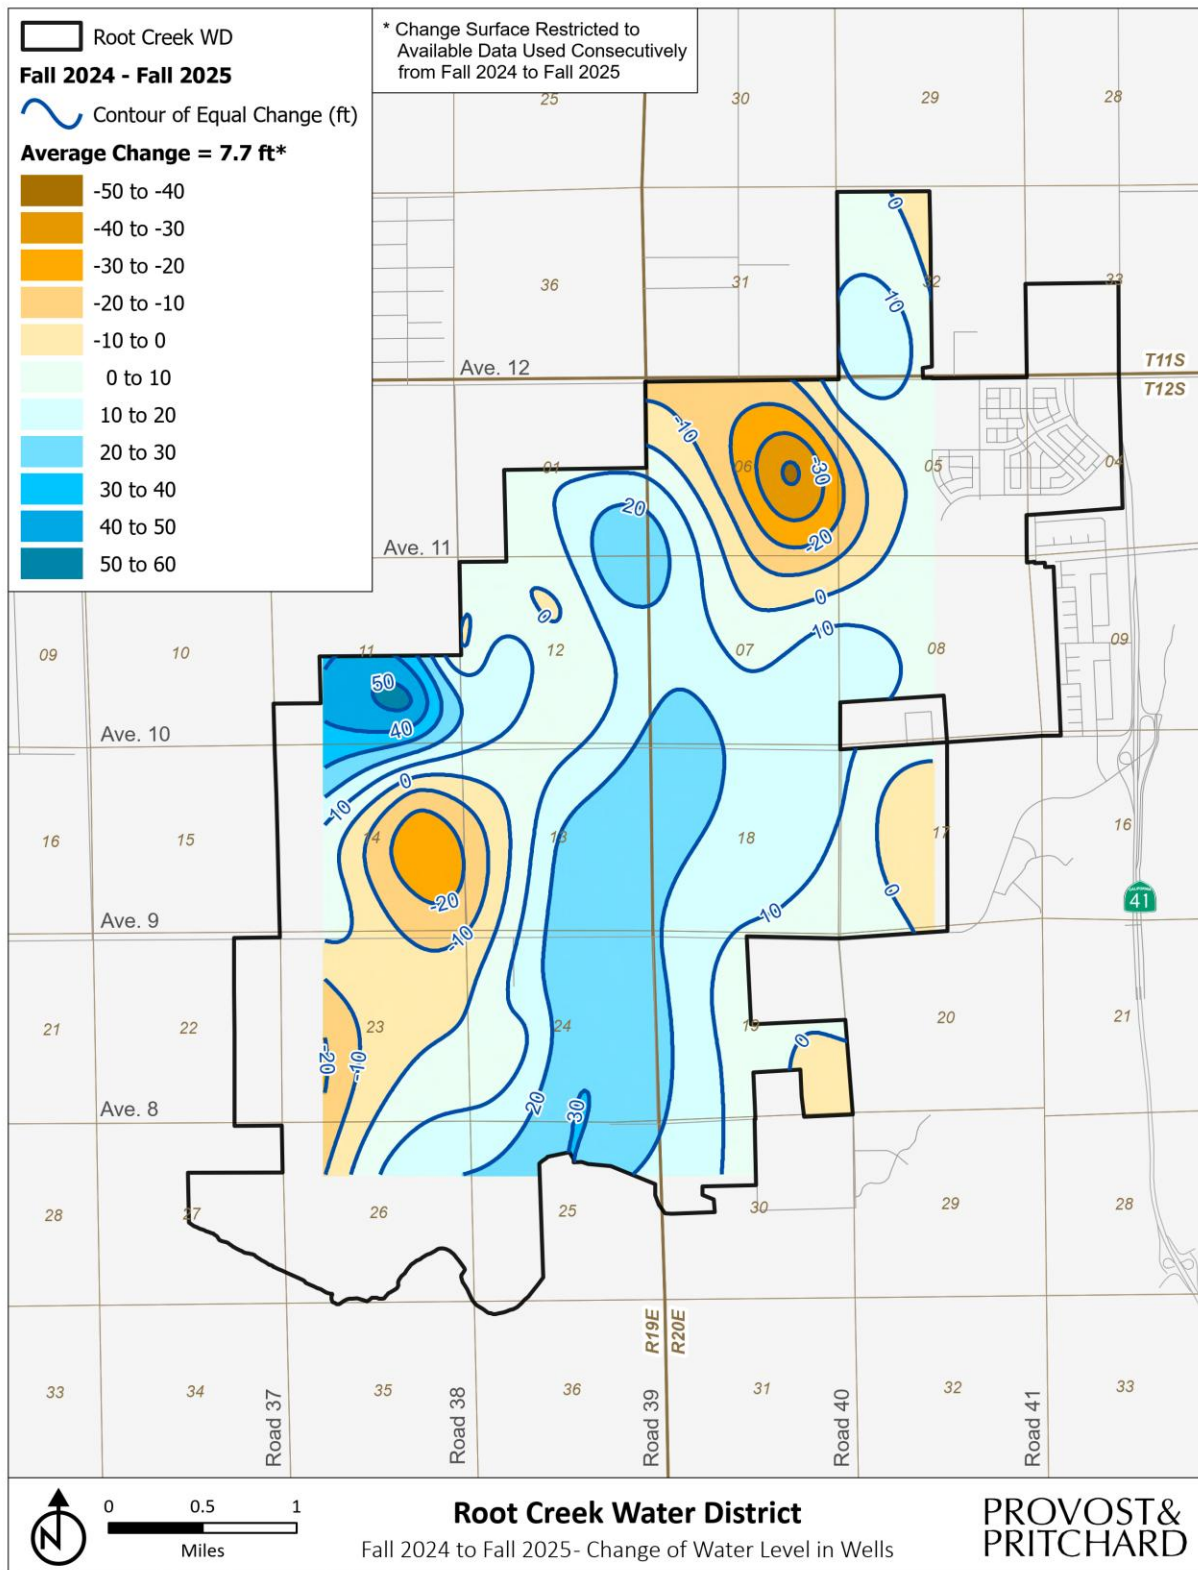 Root Creek WD
Fall 2024 - Fall 2025
Contour of Equal Change (ft)
Average Change = 7.7 ft*
-50 to -40
-40 to -30
-30 to -20
-20 to -10
-10 to 0
0 to 10
10 to 20
20 to 30
30 to 40
40 to 50
50 to 60
* Change Surface Restricted to
Available Data Used Consecutively
from Fall 2024 to Fall 2025
25
30
29
28
0
36
31
32
33
10
Ave. 12
T11S
T12S
-10
01
06
-30
05
04
20
-20
Ave. 11
0
0
10
09
10
11
12
07
08
09
50
40
Ave. 10
0
-10
16
15
14
13
18
17
16
-20
0
41
Ave. 9
-10
10
21
22
23
24
19
20
21
0
-20
-10
Ave. 8
20
30
28
27
26
25
30
29
28
R19E
R20E
33
34
35
36
31
32
33
Road 37
Road 38
Road 39
Road 40
Road 41
N
0 0.5 1
Miles
Root Creek Water District
Fall 2024 to Fall 2025- Change of Water Level in Wells
PROVOST&
PRITCHARD